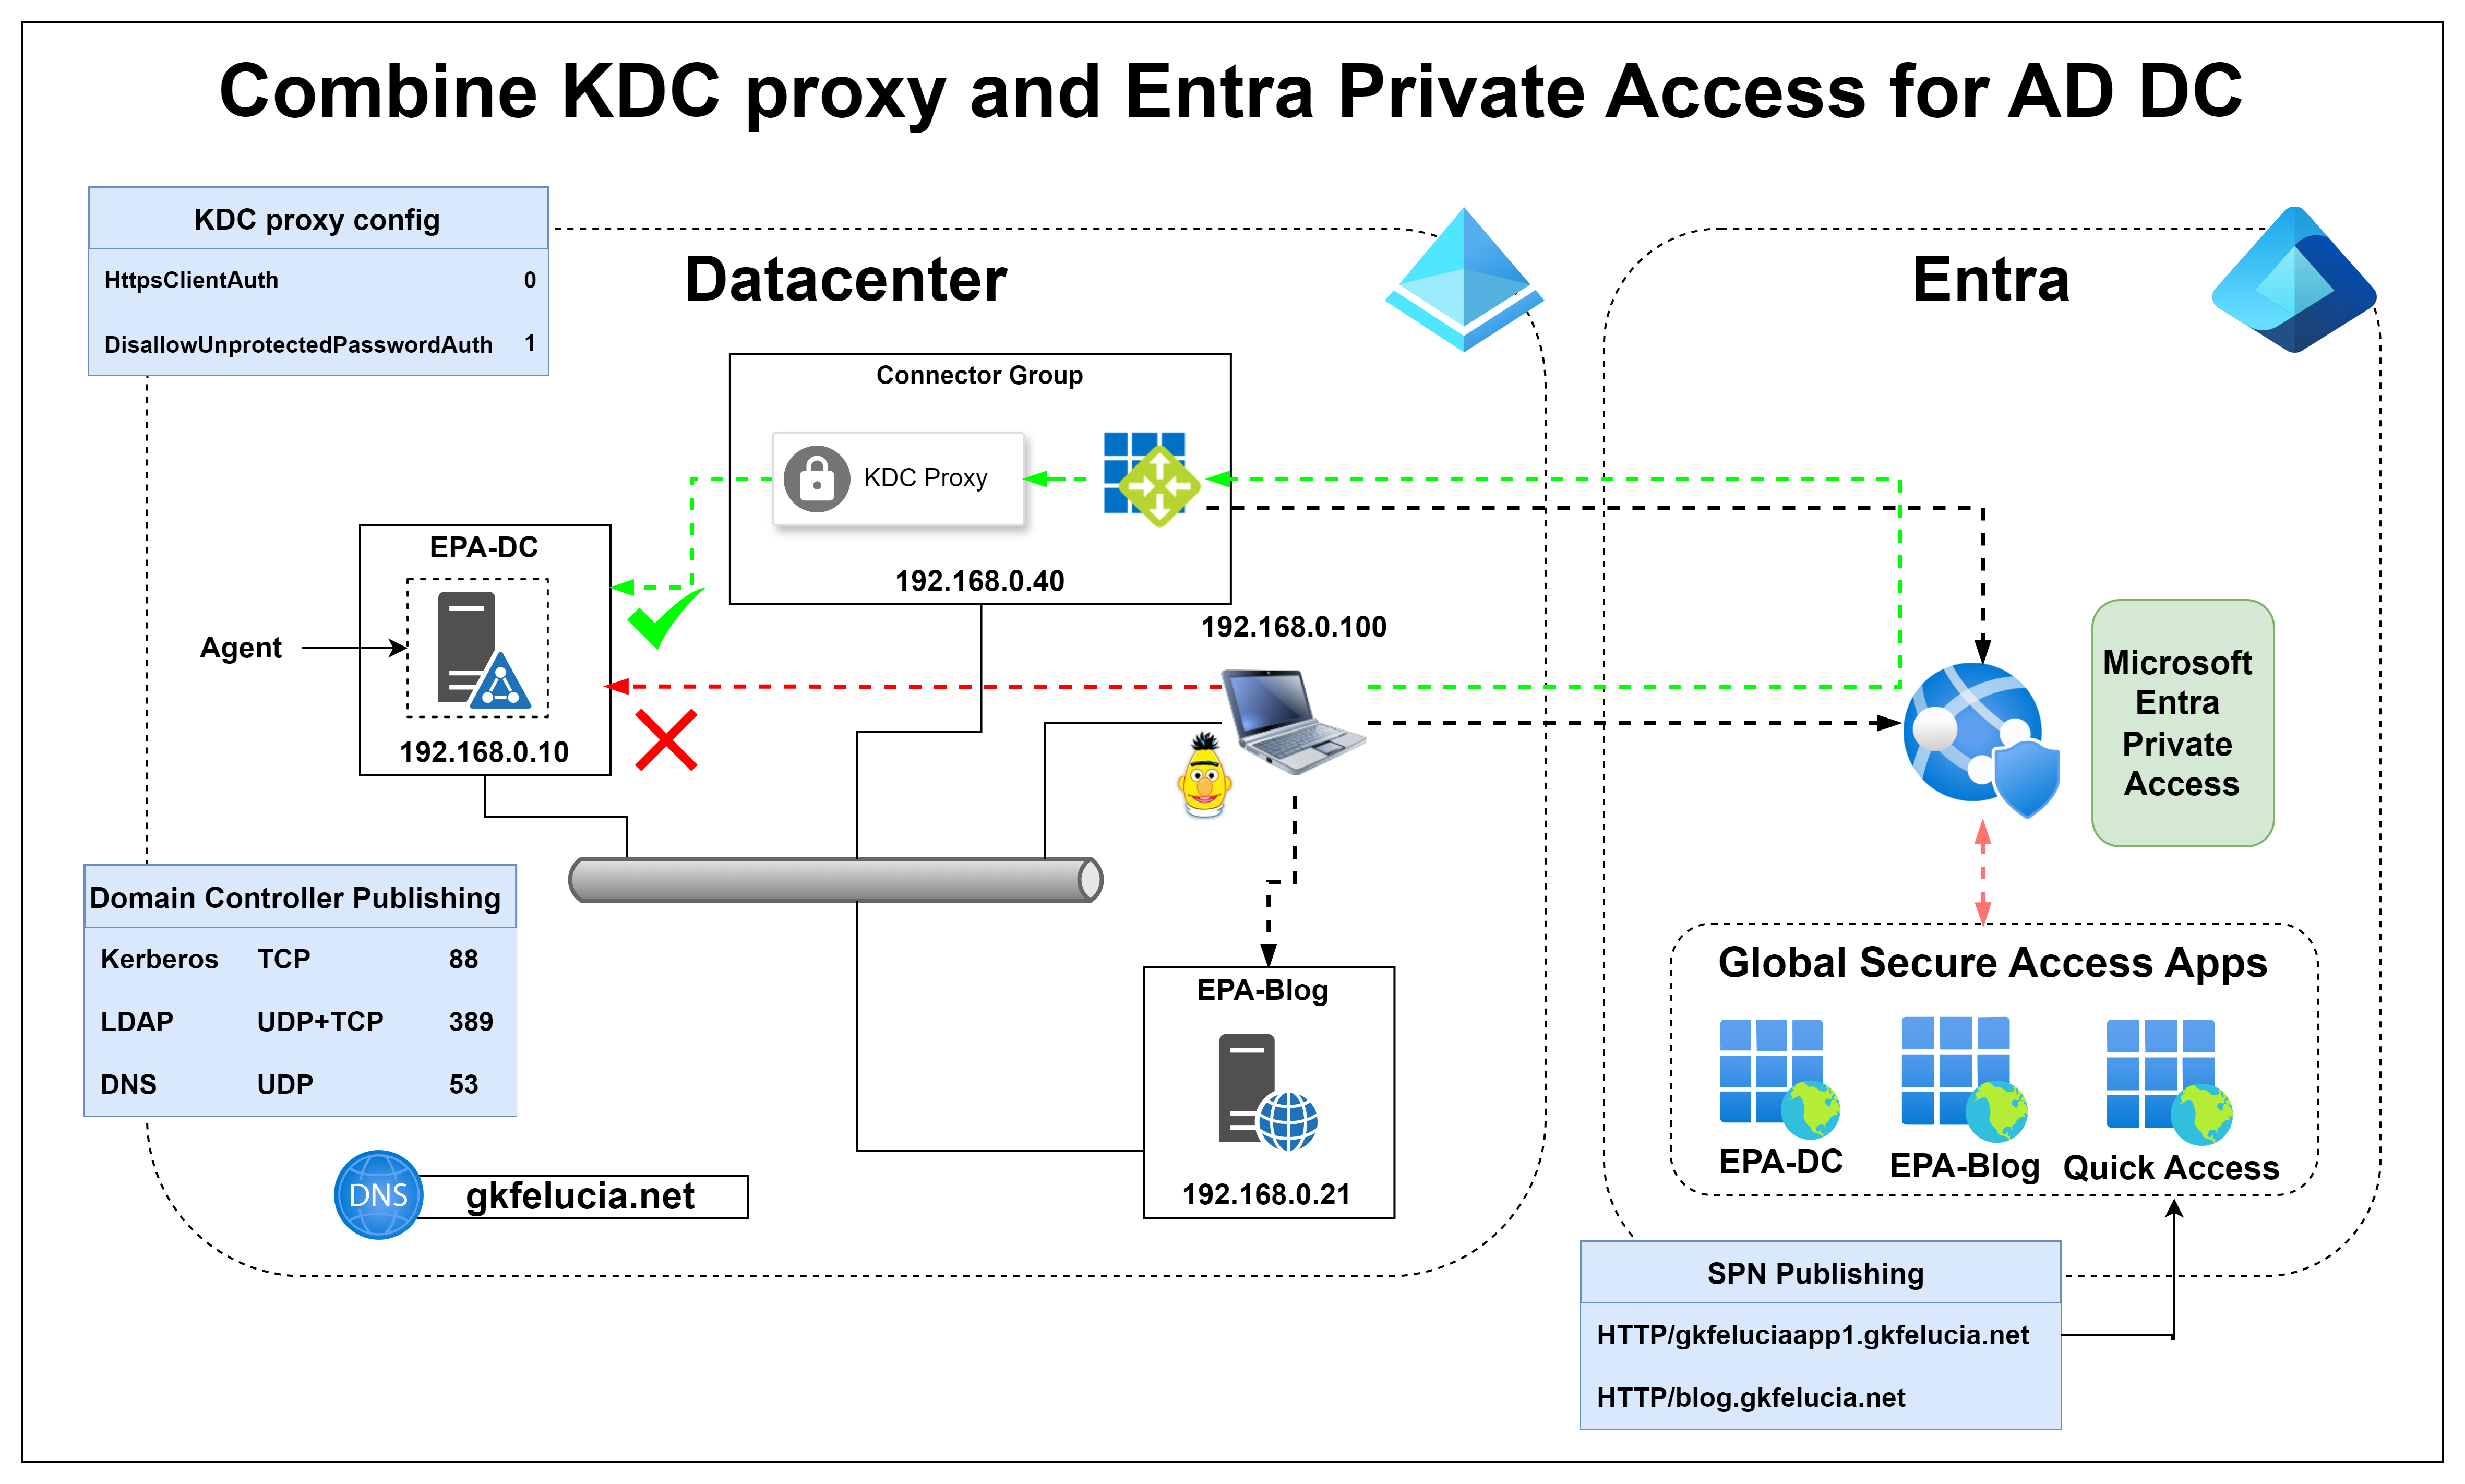 Combine KDC proxy and Entra Private Access for AD DC
KDC proxy config
HttpsClientAuth 0
DisallowUnprotectedPasswordAuth 1
Datacenter
Entra
Connector Group
KDC Proxy
192.168.0.40
EPA-DC
Agent
192.168.0.10
192.168.0.100
Microsoft
Entra
Private
Access
Domain Controller Publishing
Kerberos TCP 88
LDAP UDP+TCP 389
DNS UDP 53
EPA-Blog
192.168.0.21
Global Secure Access Apps
EPA-DC
EPA-Blog
Quick Access
DNS
gkfelucia.net
SPN Publishing
HTTP/gkfeluciaapp1.gkfelucia.net
HTTP/blog.gkfelucia.net